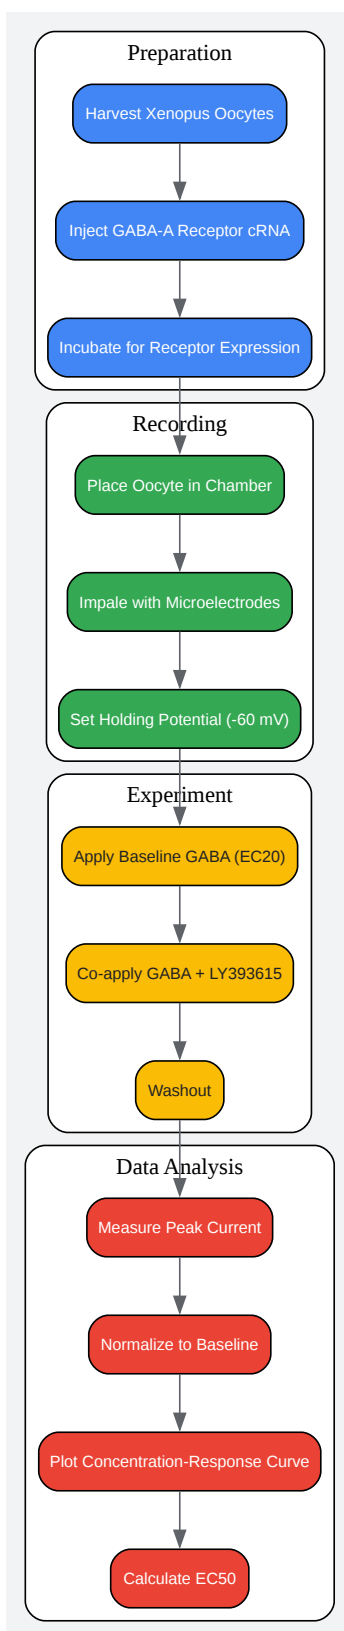 Preparation
Harvest Xenopus Oocytes
Inject GABA-A Receptor cRNA
Incubate for Receptor Expression
Recording
Place Oocyte in Chamber
Impale with Microelectrodes
Set Holding Potential (-60 mV)
Experiment
Apply Baseline GABA (EC20)
Co-apply GABA + LY393615
Washout
Data Analysis
Measure Peak Current
Normalize to Baseline
Plot Concentration-Response Curve
Calculate EC50